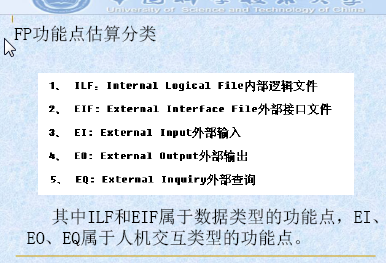 University of Science and Technology of China
FP功能点估算分类
1、 ILF: Internal Logical File内部逻辑文件
2、 EIF: External Interface File外部接口文件
3、 EI: External Input外部输入
4、 EO: External Output外部输出
5、 EQ: External Inquiry外部查询
其中ILF和EIF属于数据类型的功能点，EI、
EO、EQ属于人机交互类型的功能点。